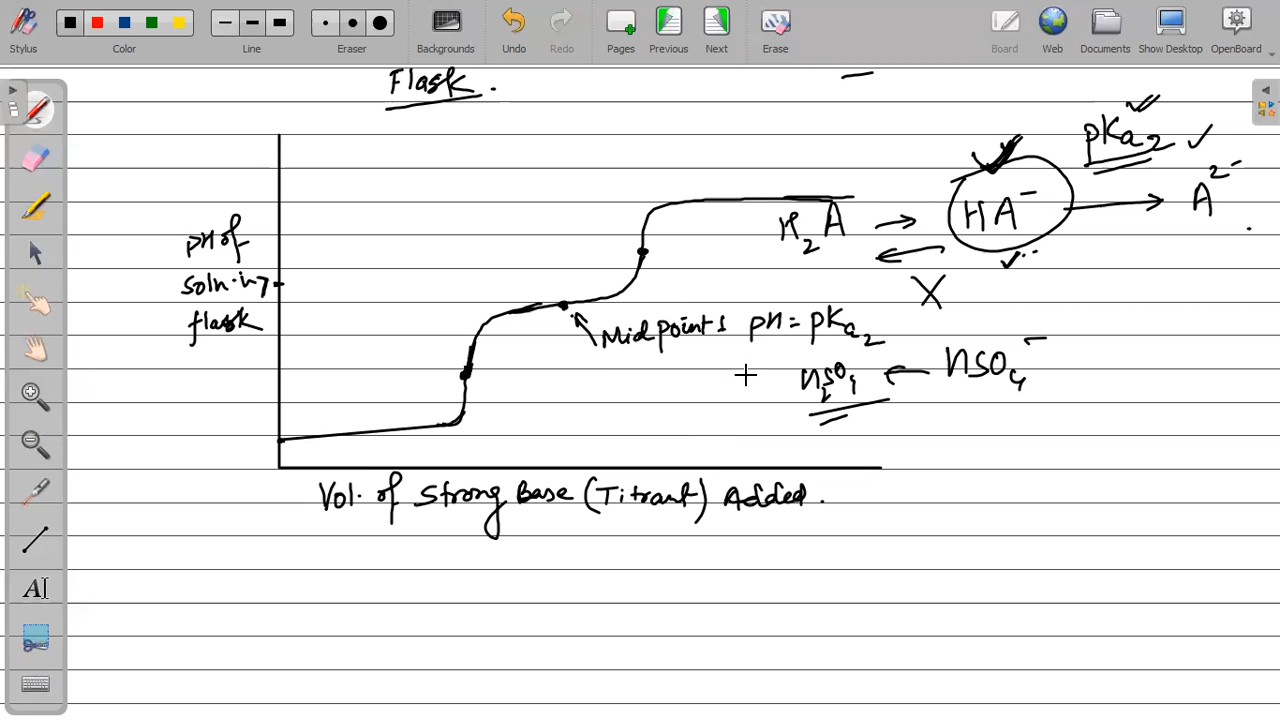 Stylus
Color
Line
Eraser
Backgrounds
Undo
Redo
Pages
Previous
Next
Erase
Board
Web
Documents
Show Desktop
OpenBoard
Flask.
pKa2
H2A → HA⁻ → A²⁻
←
X
pH of
soln. in 7
flask
Midpoint 1 pH = pKa2
H2SO4 ← HSO4⁻
Vol. of Strong Base (Titrant) Added.